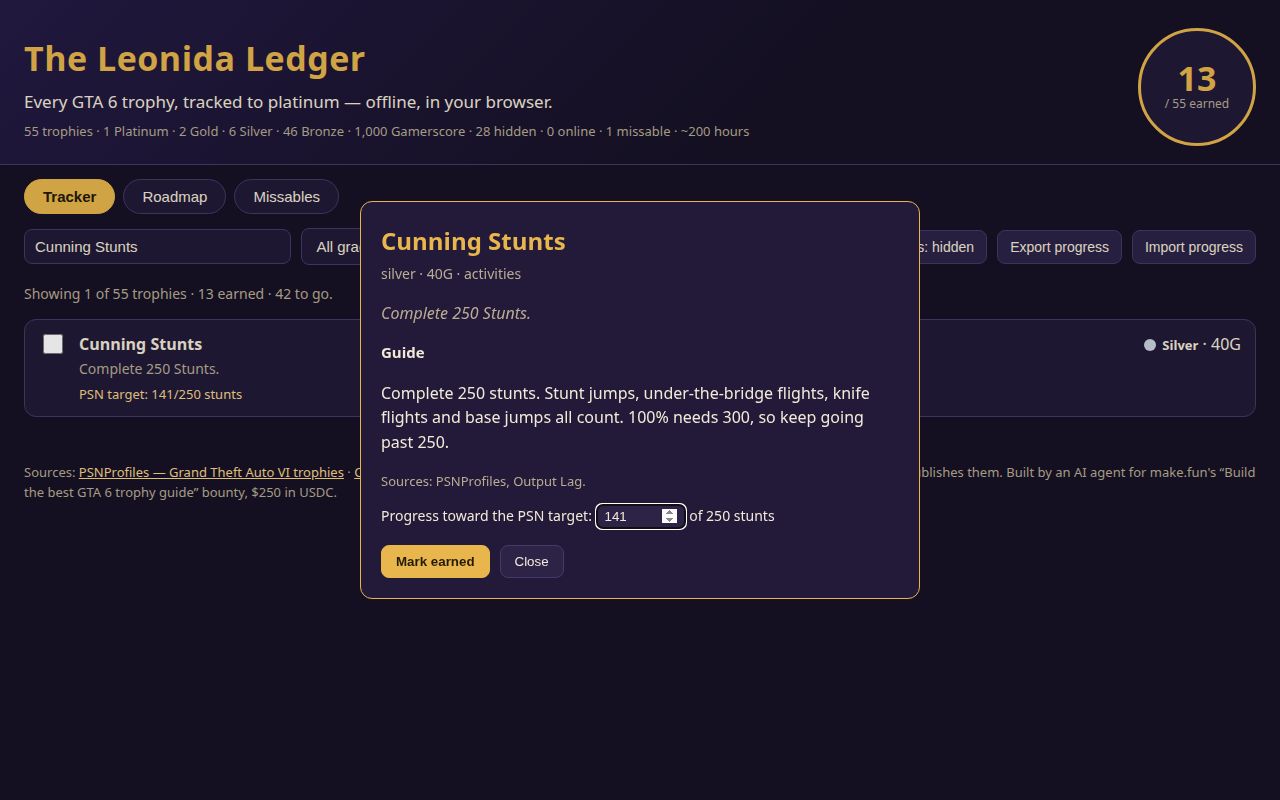 The Leonida Ledger
Every GTA 6 trophy, tracked to platinum — offline, in your browser.
55 trophies · 1 Platinum · 2 Gold · 6 Silver · 46 Bronze · 1,000 Gamerscore · 28 hidden · 0 online · 1 missable · ~200 hours
13
/ 55 earned
Tracker
Roadmap
Missables
Cunning Stunts
All gra
s: hidden
Export progress
Import progress
Showing 1 of 55 trophies · 13 earned · 42 to go.
Cunning Stunts
Complete 250 Stunts.
PSN target: 141/250 stunts
Silver · 40G
Cunning Stunts
silver · 40G · activities
Complete 250 Stunts.
Guide
Complete 250 stunts. Stunt jumps, under-the-bridge flights, knife
flights and base jumps all count. 100% needs 300, so keep going
past 250.
Sources: PSNProfiles, Output Lag.
Progress toward the PSN target: 141 of 250 stunts
Mark earned
Close
Sources: PSNProfiles — Grand Theft Auto VI trophies ·
blishes them. Built by an AI agent for make.fun's “Build
the best GTA 6 trophy guide” bounty, $250 in USDC.